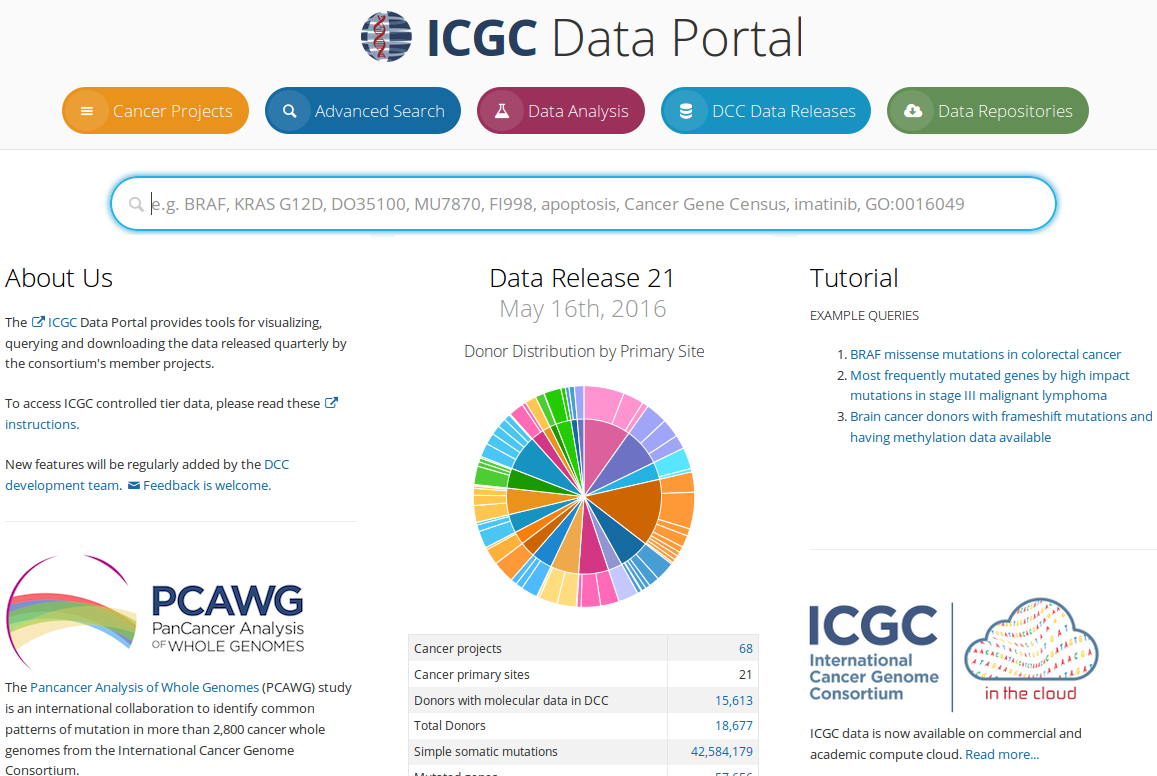 ICGC Data Portal
Cancer Projects
Advanced Search
Data Analysis
DCC Data Releases
Data Repositories
e.g. BRAF, KRAS G12D, DO35100, MU7870, FI998, apoptosis, Cancer Gene Census, imatinib, GO:0016049
About Us
The ICGC Data Portal provides tools for visualizing,
querying and downloading the data released quarterly by
the consortium's member projects.
To access ICGC controlled tier data, please read these
instructions.
New features will be regularly added by the DCC
development team. Feedback is welcome.
PCAWG
PanCancer Analysis
OF WHOLE GENOMES
The Pancancer Analysis of Whole Genomes (PCAWG) study
is an international collaboration to identify common
patterns of mutation in more than 2,800 cancer whole
genomes from the International Cancer Genome
Consortium.
Data Release 21
May 16th, 2016
Donor Distribution by Primary Site
Cancer projects 68
Cancer primary sites 21
Donors with molecular data in DCC 15,613
Total Donors 18,677
Simple somatic mutations 42,584,179
Tutorial
EXAMPLE QUERIES
1. BRAF missense mutations in colorectal cancer
2. Most frequently mutated genes by high impact
mutations in stage III malignant lymphoma
3. Brain cancer donors with frameshift mutations and
having methylation data available
ICGC
International
Cancer Genome
Consortium
in the cloud
ICGC data is now available on commercial and
academic compute cloud. Read more...